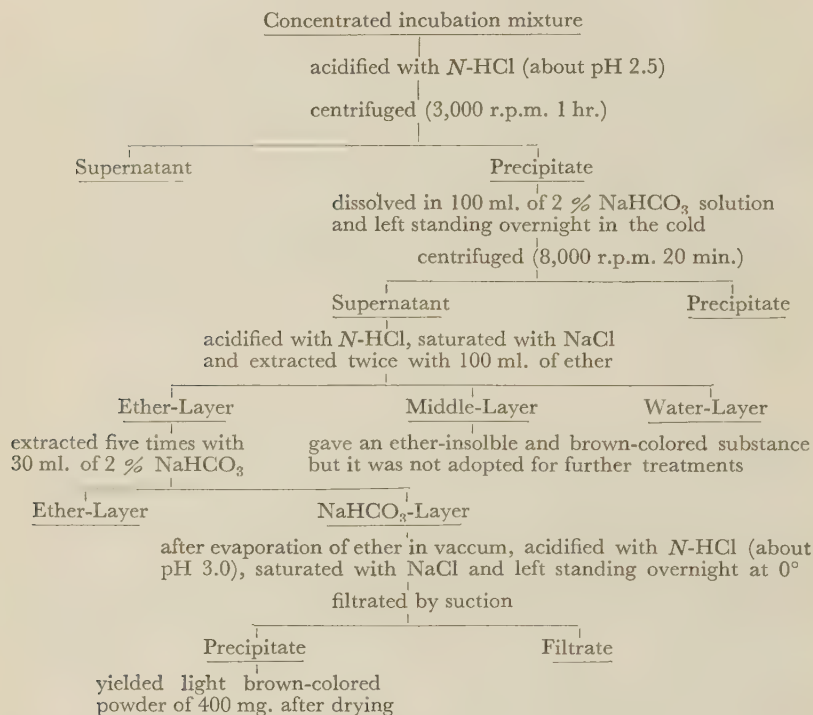 Concentrated incubation mixture
acidified with N-HCl (about pH 2.5)
centrifuged (3,000 r.p.m. 1 hr.)
Supernatant Precipitate
dissolved in 100 ml. of 2 % NaHCO₃ solution
and left standing overnight in the cold
centrifuged (8,000 r.p.m. 20 min.)
Supernatant Precipitate
acidified with N-HCl, saturated with NaCl
and extracted twice with 100 ml. of ether
Ether-Layer Middle-Layer Water-Layer
extracted five times with gave an ether-insolble and brown-colored substance
30 ml. of 2 % NaHCO₃ but it was not adopted for further treatments
Ether-Layer NaHCO₃-Layer
after evaporation of ether in vaccum, acidified with N-HCl (about
pH 3.0), saturated with NaCl and left standing overnight at 0°
filtrated by suction
Precipitate Filtrate
yielded light brown-colored
powder of 400 mg. after drying